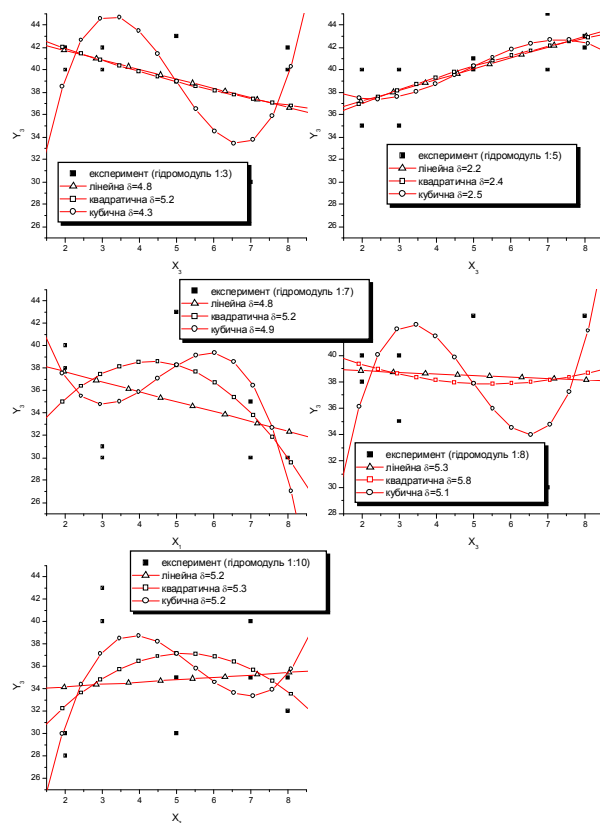 44
42
40
38
36
34
32
30
28
26
Y3
експеримент (гідромодуль 1:3)
лінейна δ=4.8
квадратична δ=5.2
кубична δ=4.3
2 3 4 5 6 7 8
X3
44
42
40
38
36
34
32
30
28
26
Y3
експеримент (гідромодуль 1:5)
лінейна δ=2.2
квадратична δ=2.4
кубична δ=2.5
2 3 4 5 6 7 8
X3
44
42
40
38
36
34
32
30
28
26
Y3
експеримент (гідромодуль 1:7)
лінейна δ=4.8
квадратична δ=5.2
кубична δ=4.9
2 3 4 5 6 7 8
44
42
40
38
36
34
32
30
28
Y3
експеримент (гідромодуль 1:8)
лінейна δ=5.3
квадратична δ=5.8
кубична δ=5.1
2 3 4 5 6 7 8
X3
44
42
40
38
36
34
32
30
28
26
Y3
експеримент (гідромодуль 1:10)
лінейна δ=5.2
квадратична δ=5.3
кубична δ=5.2
2 3 4 5 6 7 8